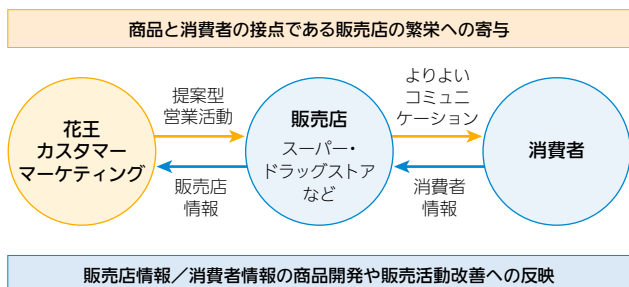 商品と消費者の接点である販売店の繁栄への寄与
花王
カスタマー
マーケティング
提案型
営業活動
販売店
情報
販売店
スーパー・
ドラッグストア
など
よりよい
コミュニ
ケーション
消費者
情報
消費者
販売店情報／消費者情報の商品開発や販売活動改善への反映